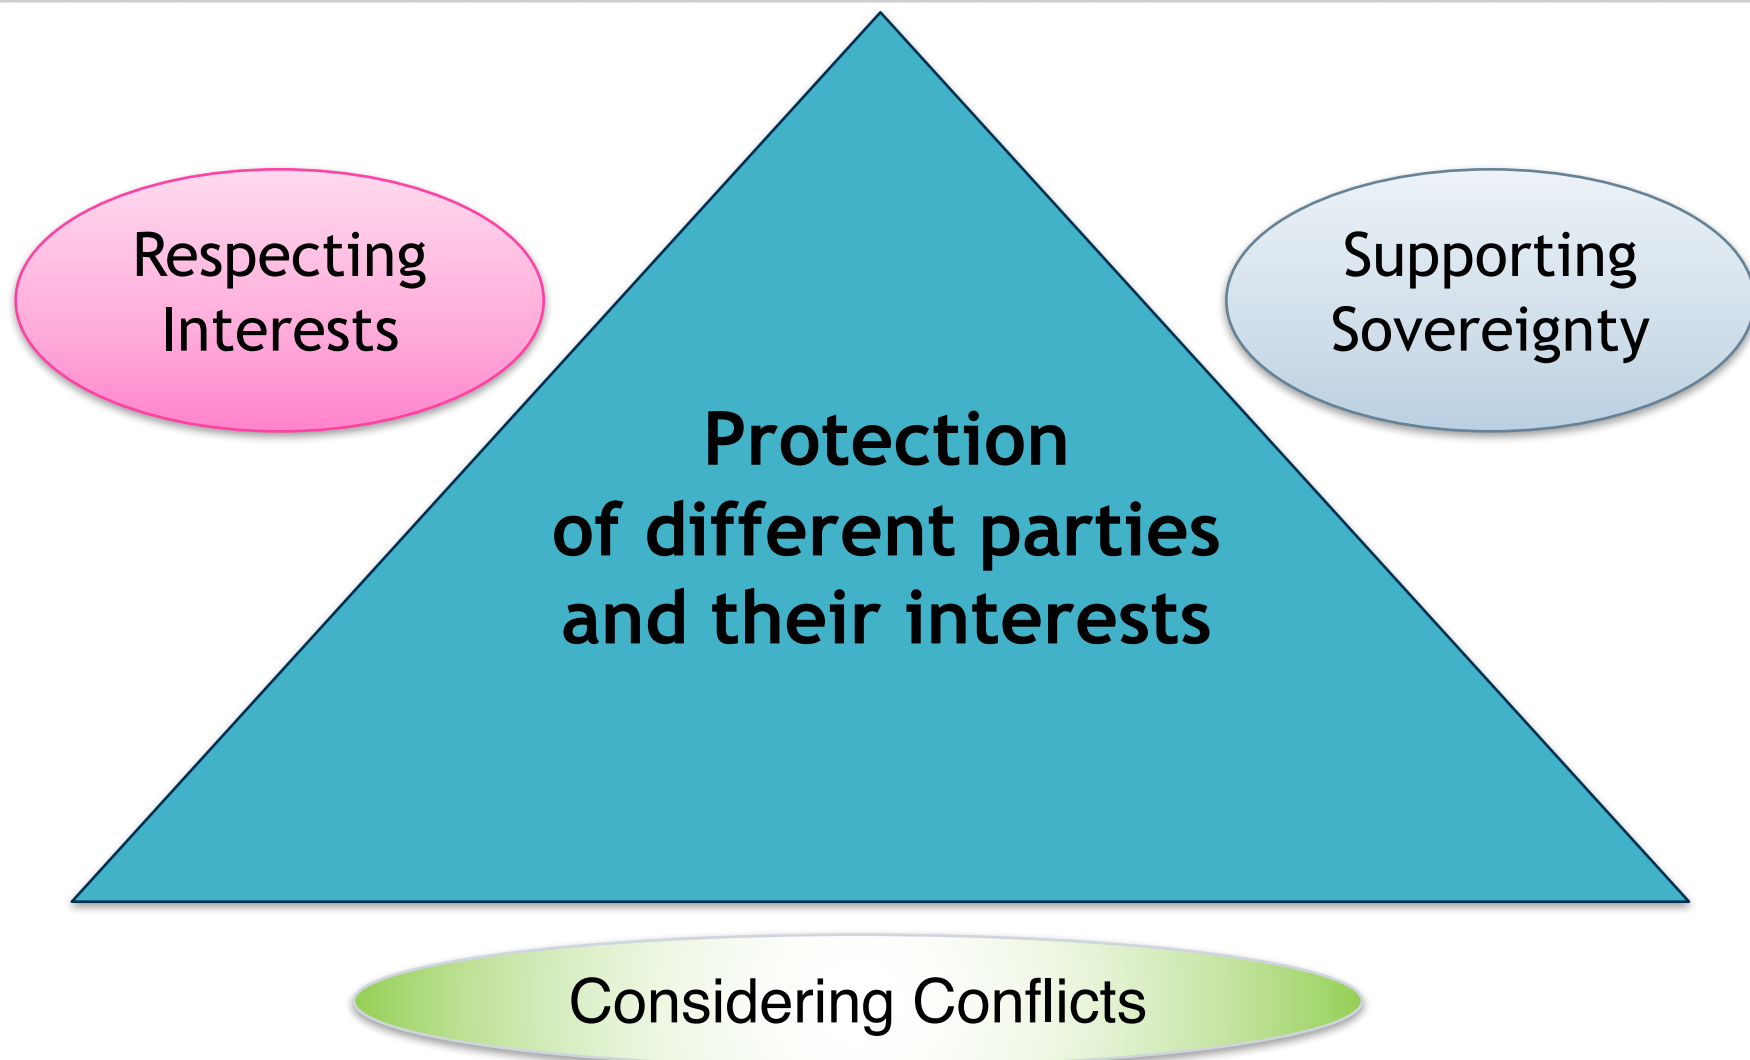 Respecting
Interests
Supporting
Sovereignty
Protection
of different parties
and their interests
Considering Conflicts